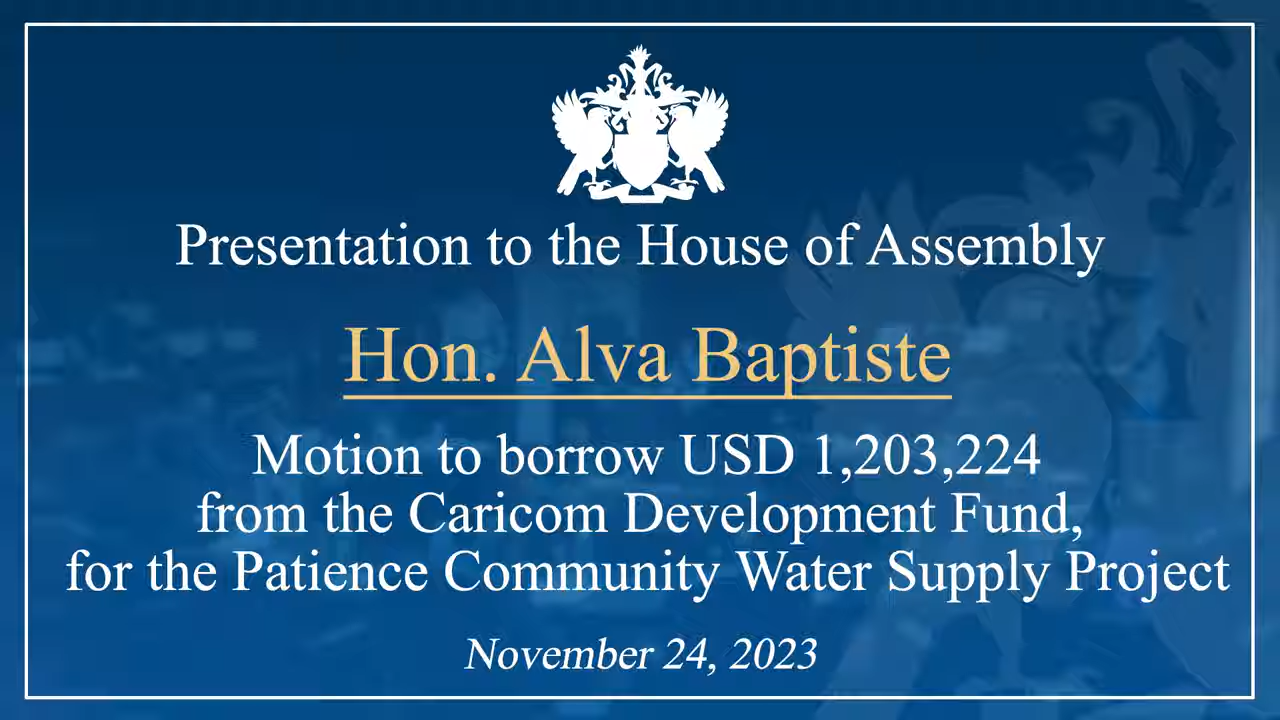 Presentation to the House of Assembly
Hon. Alva Baptiste
Motion to borrow USD 1,203,224
from the Caricom Development Fund,
for the Patience Community Water Supply Project
November 24, 2023